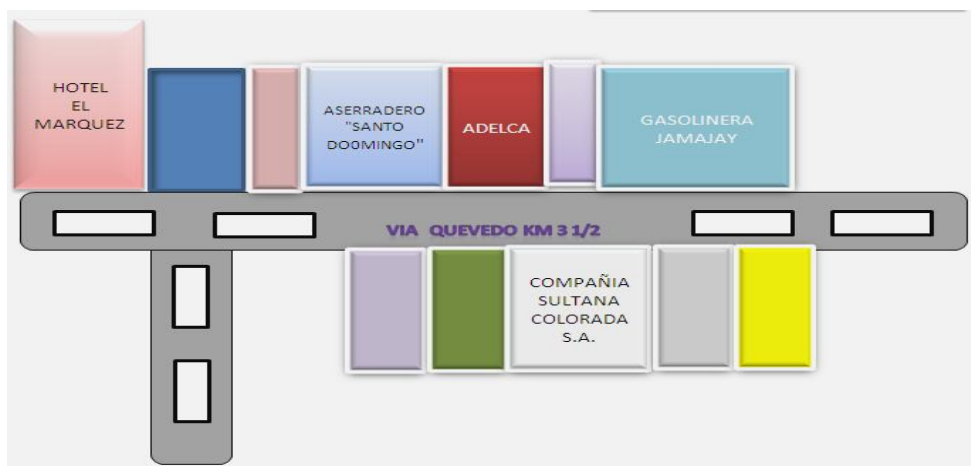 HOTEL
EL
MARQUEZ
ASERRADERO
"SANTO
DO0MINGO"
ADELCA
GASOLINERA
JAMAJAY
VIA QUEVEDO KM 3 1/2
COMPAÑIA
SULTANA
COLORADA
S.A.